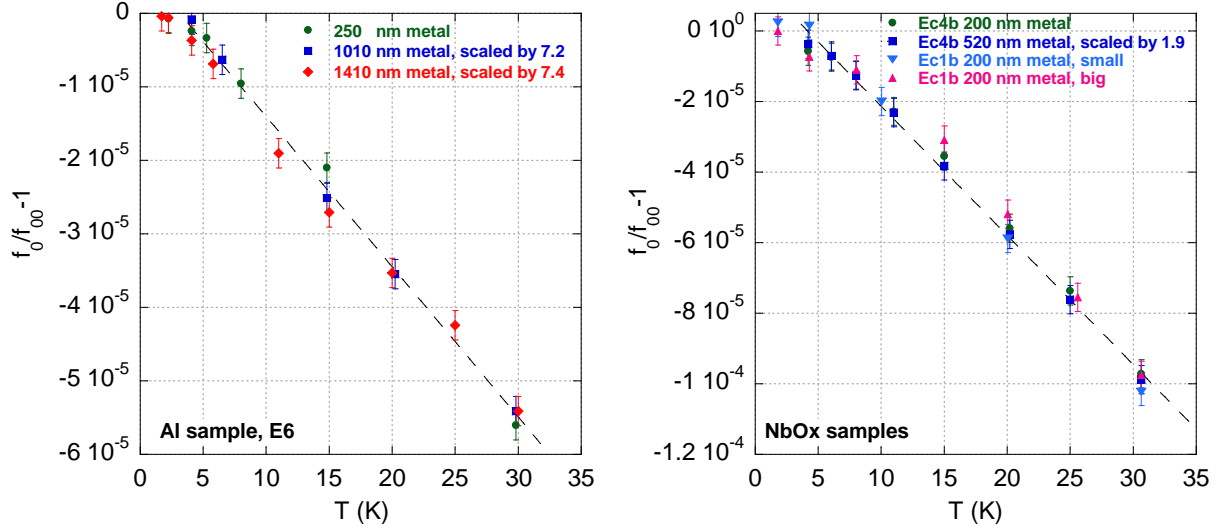 250 nm metal
1010 nm metal, scaled by 7.2
1410 nm metal, scaled by 7.4
0
-1 10⁻⁵
-2 10⁻⁵
-3 10⁻⁵
-4 10⁻⁵
-5 10⁻⁵
-6 10⁻⁵
f₀/f₀₀-1
Al sample, E6
0 5 10 15 20 25 30 35
T (K)
Ec4b 200 nm metal
Ec4b 520 nm metal, scaled by 1.9
Ec1b 200 nm metal, small
Ec1b 200 nm metal, big
0 10⁰
-2 10⁻⁵
-4 10⁻⁵
-6 10⁻⁵
-8 10⁻⁵
-1 10⁻⁴
-1.2 10⁻⁴
f₀/f₀₀-1
NbOx samples
0 5 10 15 20 25 30 35
T (K)